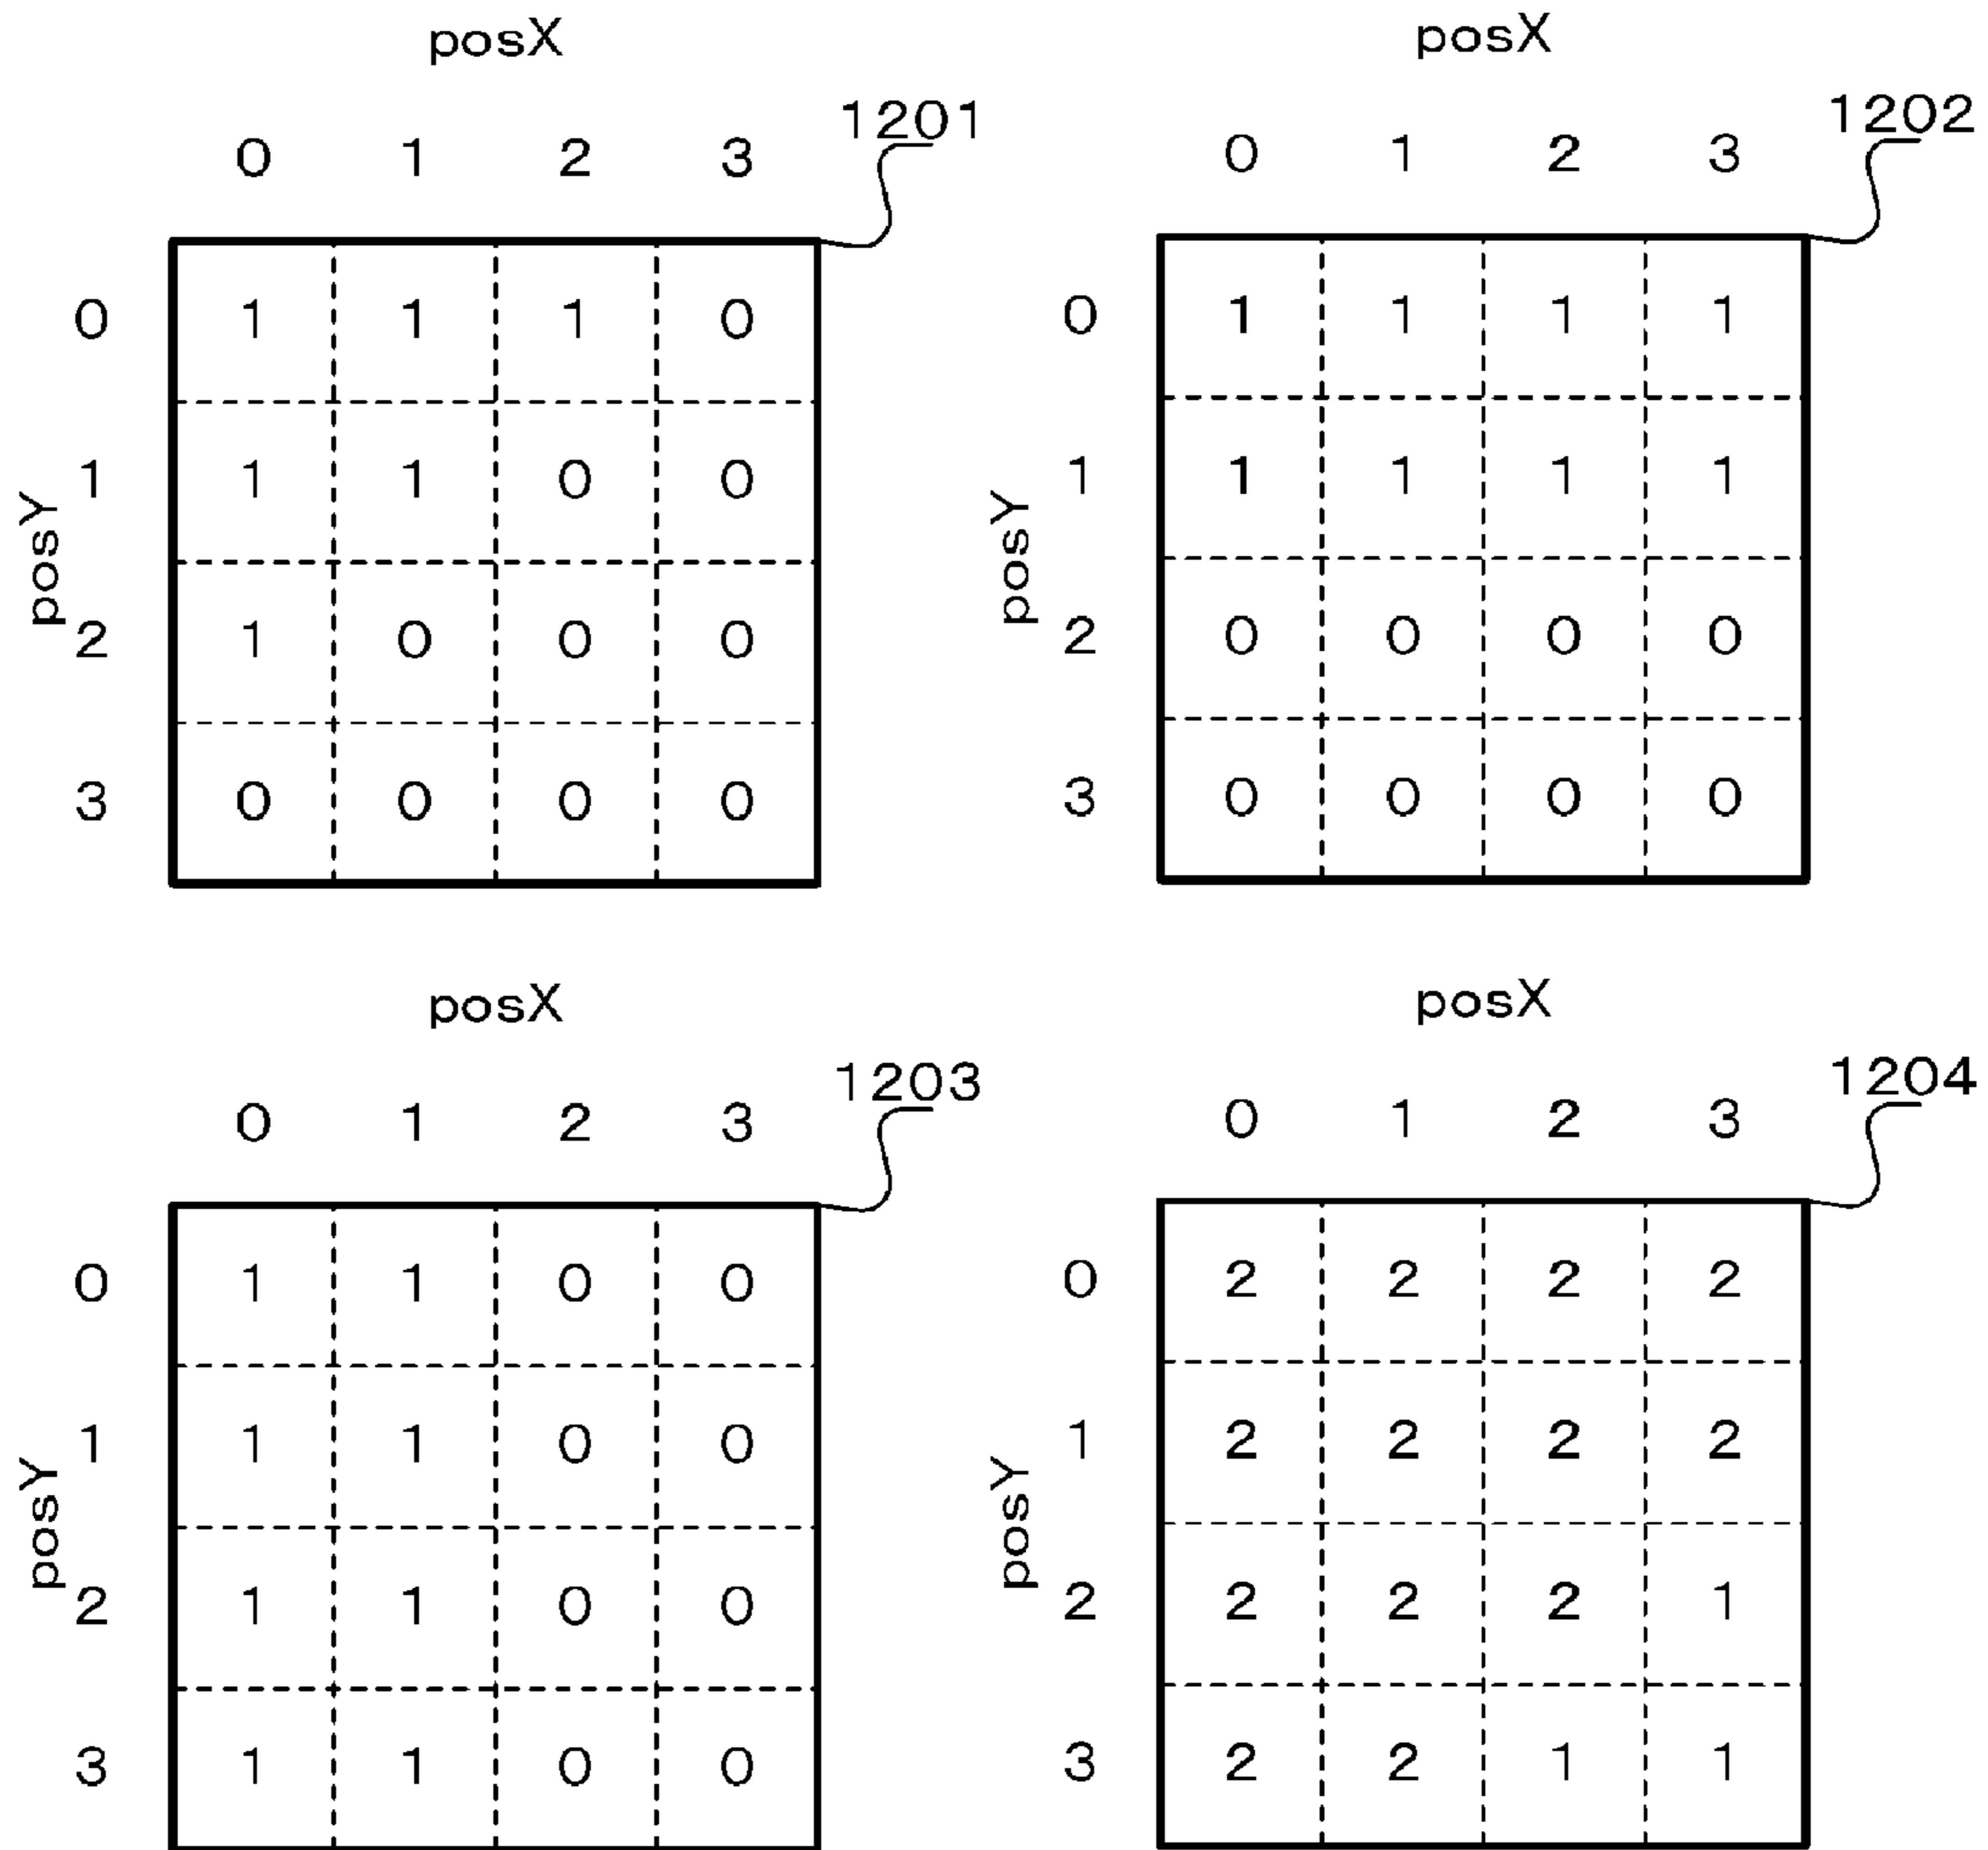 posX
1201
0 1 2 3
posY
0 1 1 1 0
1 1 1 0 0
2 1 0 0 0
3 0 0 0 0
posX
1202
0 1 2 3
posY
0 1 1 1 1
1 1 1 1 1
2 0 0 0 0
3 0 0 0 0
posX
1203
0 1 2 3
posY
0 1 1 0 0
1 1 1 0 0
2 1 1 0 0
3 1 1 0 0
posX
1204
0 1 2 3
posY
0 2 2 2 2
1 2 2 2 2
2 2 2 2 1
3 2 2 1 1